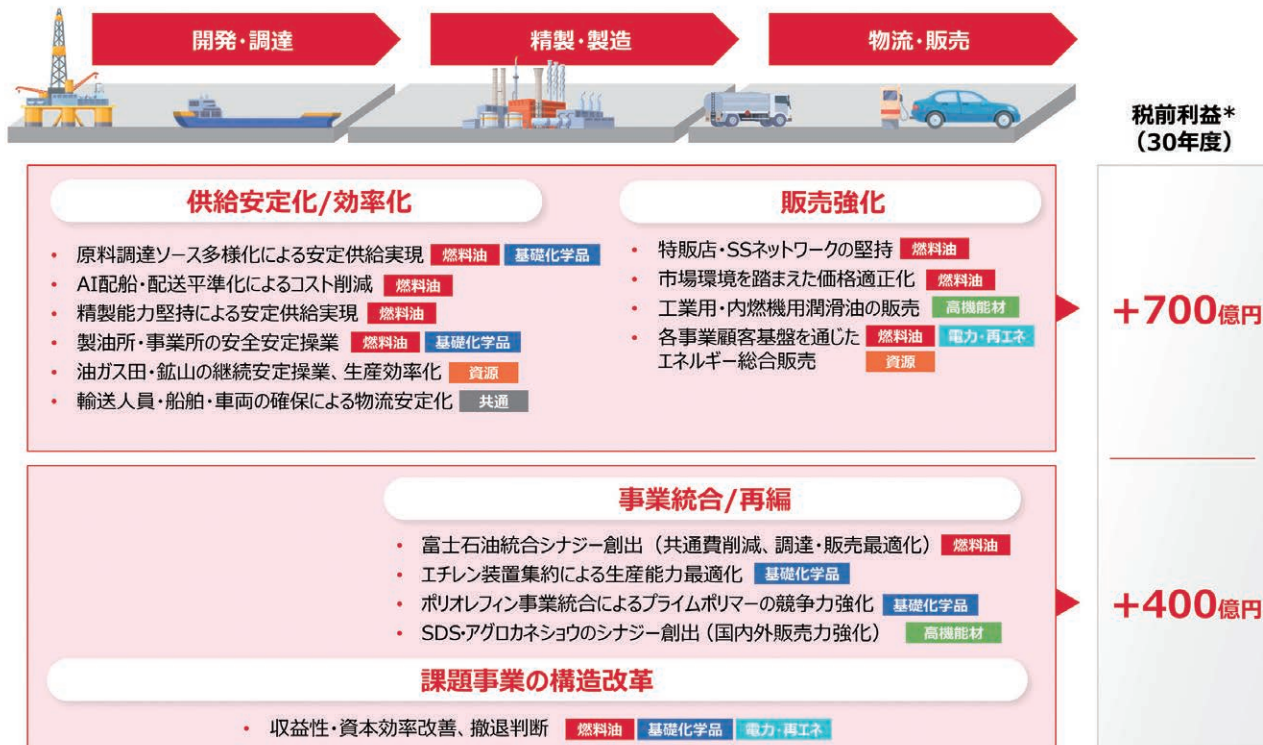 開発・調達
精製・製造
物流・販売
税前利益*
（30年度）
供給安定化/効率化
• 原料調達ソース多様化による安定供給実現 燃料油 基礎化学品
• AI配船・配送平準化によるコスト削減 燃料油
• 精製能力堅持による安定供給実現 燃料油
• 製油所・事業所の安全安定操業 燃料油 基礎化学品
• 油ガス田・鉱山の継続安定操業、生産効率化 資源
• 輸送人員・船舶・車両の確保による物流安定化 共通
販売強化
• 特販店・SSネットワークの堅持 燃料油
• 市場環境を踏まえた価格適正化 燃料油
• 工業用・内燃機用潤滑油の販売 高機能材
• 各事業顧客基盤を通じた 燃料油 電力・再エネ
エネルギー総合販売 資源
+700億円
事業統合/再編
• 富士石油統合シナジー創出（共通費削減、調達・販売最適化） 燃料油
• エチレン装置集約による生産能力最適化 基礎化学品
• ポリオレフィン事業統合によるプライムポリマーの競争力強化 基礎化学品
• SDS・アグロカネショウのシナジー創出（国内外販売力強化） 高機能材
+400億円
課題事業の構造改革
• 収益性・資本効率改善、撤退判断 燃料油 基礎化学品 電力・再エネ